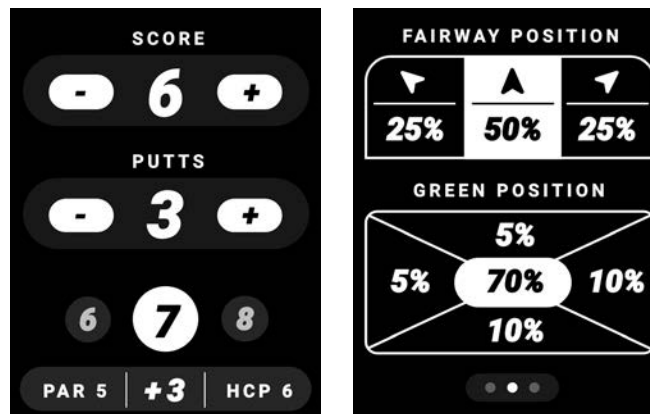 SCORE
- 6 +
PUTTS
- 3 +
6 7 8
PAR 5 +3 HCP 6
FAIRWAY POSITION
25% 50% 25%
GREEN POSITION
5%
5% 70% 10%
10%